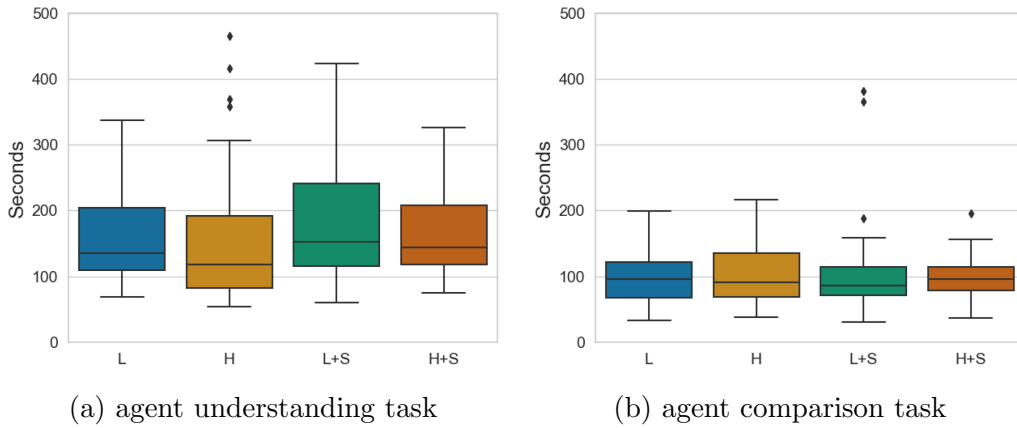 500
400
300
200
100
0
Seconds
L
H
L+S
H+S
(a) agent understanding task
500
400
300
200
100
0
Seconds
L
H
L+S
H+S
(b) agent comparison task